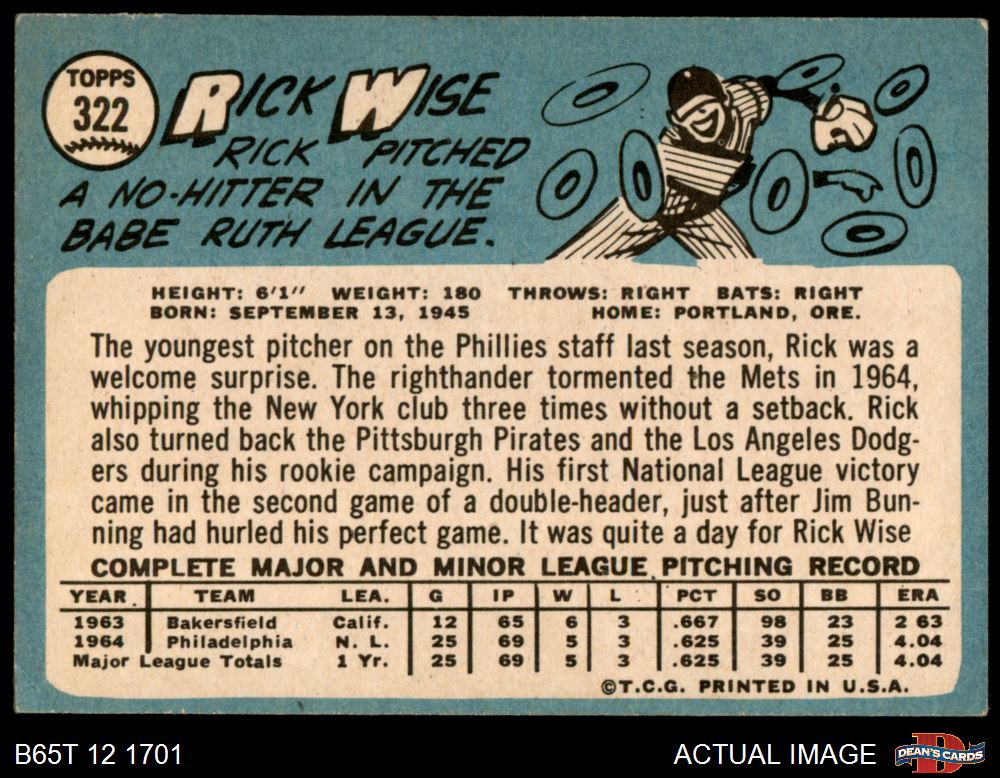 TOPPS
322
RICK WISE
RICK PITCHED
A NO-HITTER IN THE
BABE RUTH LEAGUE.
HEIGHT: 6'1" WEIGHT: 180 THROWS: RIGHT BATS: RIGHT
BORN: SEPTEMBER 13, 1945 HOME: PORTLAND, ORE.
The youngest pitcher on the Phillies staff last season, Rick was a
welcome surprise. The righthander tormented the Mets in 1964,
whipping the New York club three times without a setback. Rick
also turned back the Pittsburgh Pirates and the Los Angeles Dodg-
ers during his rookie campaign. His first National League victory
came in the second game of a double-header, just after Jim Bun-
ning had hurled his perfect game. It was quite a day for Rick Wise
COMPLETE MAJOR AND MINOR LEAGUE PITCHING RECORD
YEAR TEAM LEA. G IP W L PCT SO BB ERA
1963 Bakersfield Calif. 12 65 6 3 .667 98 23 2 63
1964 Philadelphia N. L. 25 69 5 3 .625 39 25 4.04
Major League Totals 1 Yr. 25 69 5 3 .625 39 25 4.04
©T.C.G. PRINTED IN U.S.A.
B65T 12 1701 ACTUAL IMAGE
D
DEAN'S CARDS